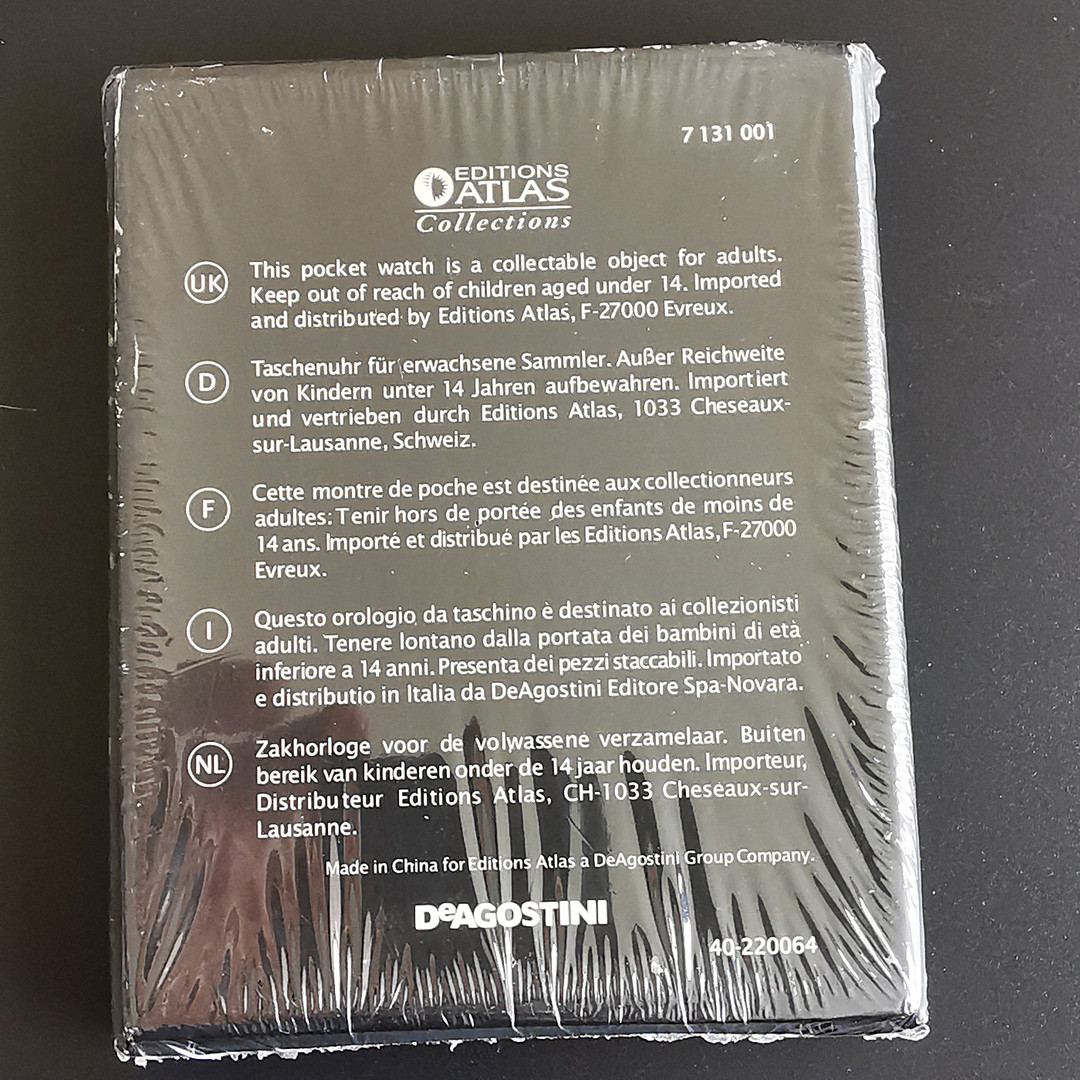 7 131 001
EDITIONS
ATLAS
Collections
UK
This pocket watch is a collectable object for adults.
Keep out of reach of children aged under 14. Imported
and distributed by Editions Atlas, F-27000 Evreux.
D
Taschenuhr für erwachsene Sammler. Außer Reichweite
von Kindern unter 14 Jahren aufbewahren. Importiert
und vertrieben durch Editions Atlas, 1033 Cheseaux-
sur-Lausanne, Schweiz.
F
Cette montre de poche est destinée aux collectionneurs
adultes: Tenir hors de portée des enfants de moins de
14 ans. Importé et distribué par les Editions Atlas, F-27000
Evreux.
I
Questo orologio da taschino è destinato ai collezionisti
adulti. Tenere lontano dalla portata dei bambini di età
inferiore a 14 anni. Presenta dei pezzi staccabili. Importato
e distributio in Italia da DeAgostini Editore Spa-Novara.
NL
Zakhorloge voor de volwassene verzamelaar. Buiten
bereik van kinderen onder de 14 jaar houden. Importeur,
Distributeur Editions Atlas, CH-1033 Cheseaux-sur-
Lausanne.
Made in China for Editions Atlas a DeAgostini Group Company.
DeAGOSTINI
40-220064